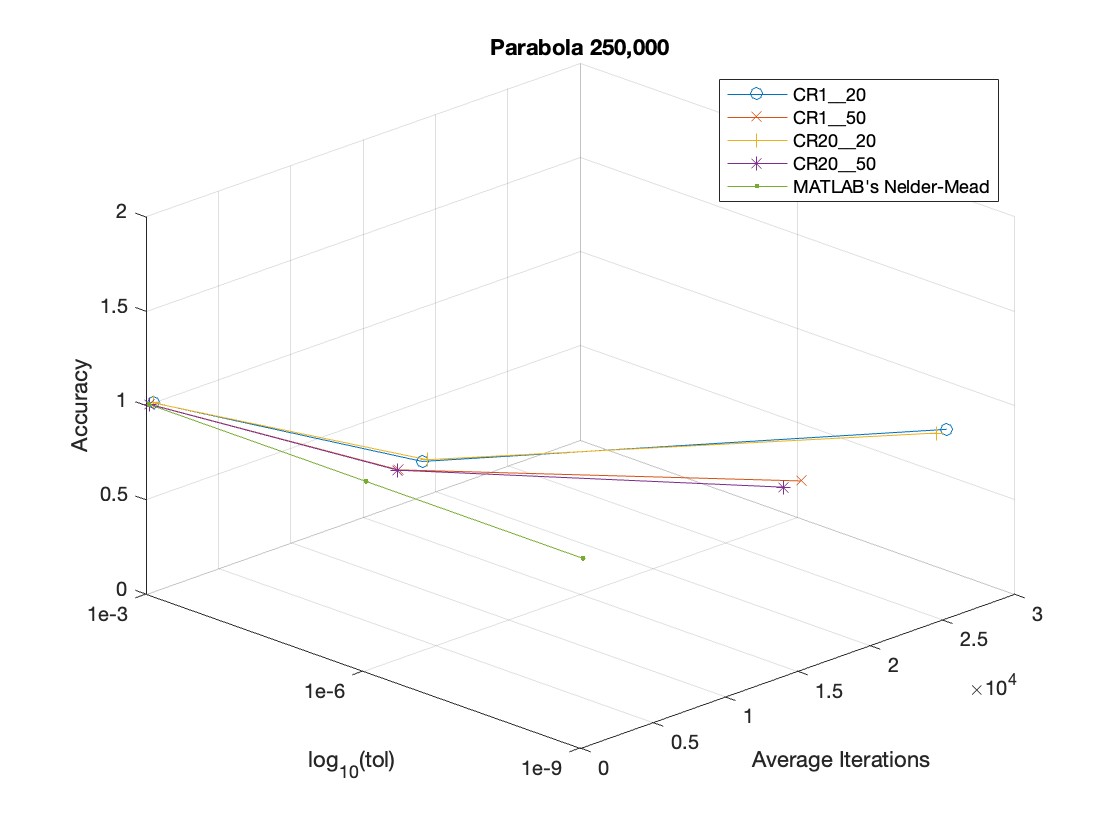 Parabola 250,000
CR1__20
CR1__50
CR20__20
CR20__50
MATLAB's Nelder-Mead
2
1.5
1
0.5
0
Accuracy
1e-3
1e-6
1e-9
log10(tol)
0
0.5
1
1.5
2
2.5
3
×10^4
Average Iterations